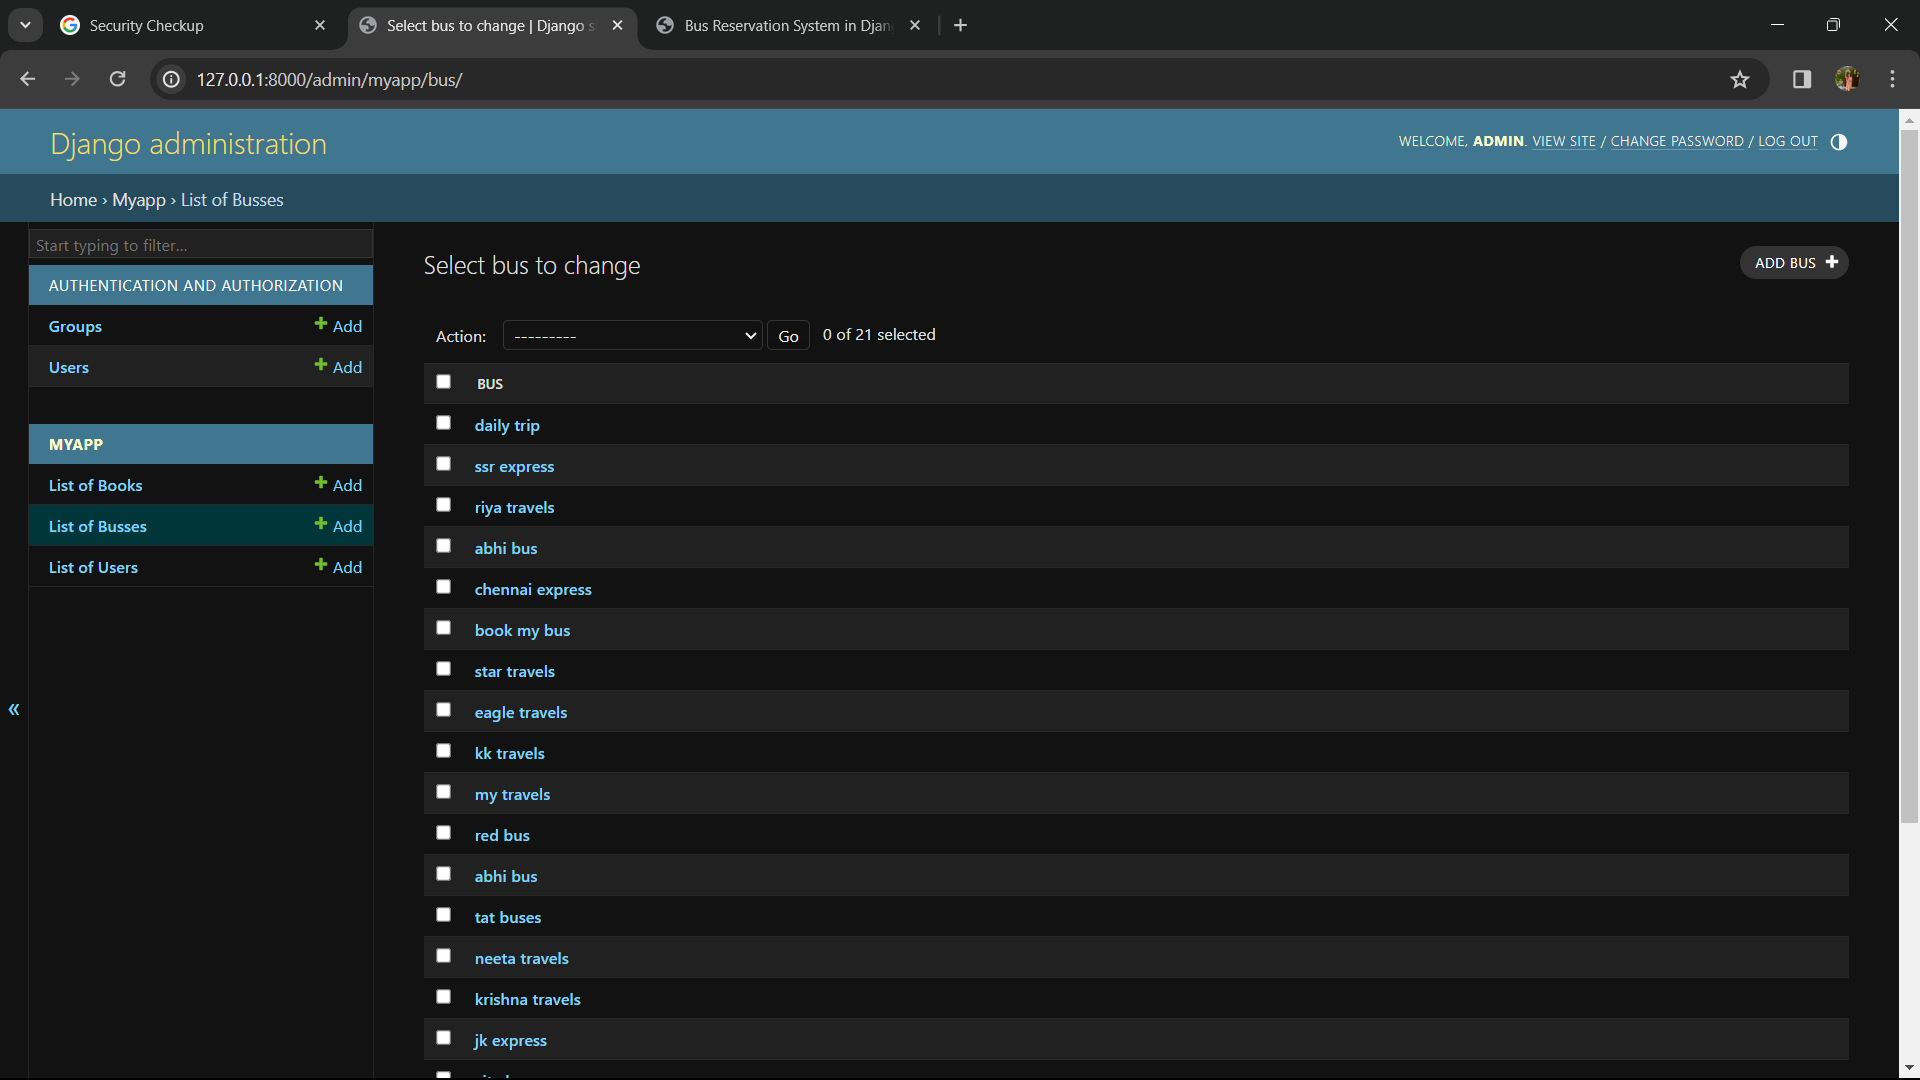 Security Checkup
Select bus to change | Django s
Bus Reservation System in Djan
127.0.0.1:8000/admin/myapp/bus/
Django administration
WELCOME, ADMIN. VIEW SITE / CHANGE PASSWORD / LOG OUT
Home › Myapp › List of Busses
Start typing to filter...
AUTHENTICATION AND AUTHORIZATION
Groups + Add
Users + Add
MYAPP
List of Books + Add
List of Busses + Add
List of Users + Add
«
Select bus to change
ADD BUS +
Action: --------- Go 0 of 21 selected
BUS
daily trip
ssr express
riya travels
abhi bus
chennai express
book my bus
star travels
eagle travels
kk travels
my travels
red bus
abhi bus
tat buses
neeta travels
krishna travels
jk express